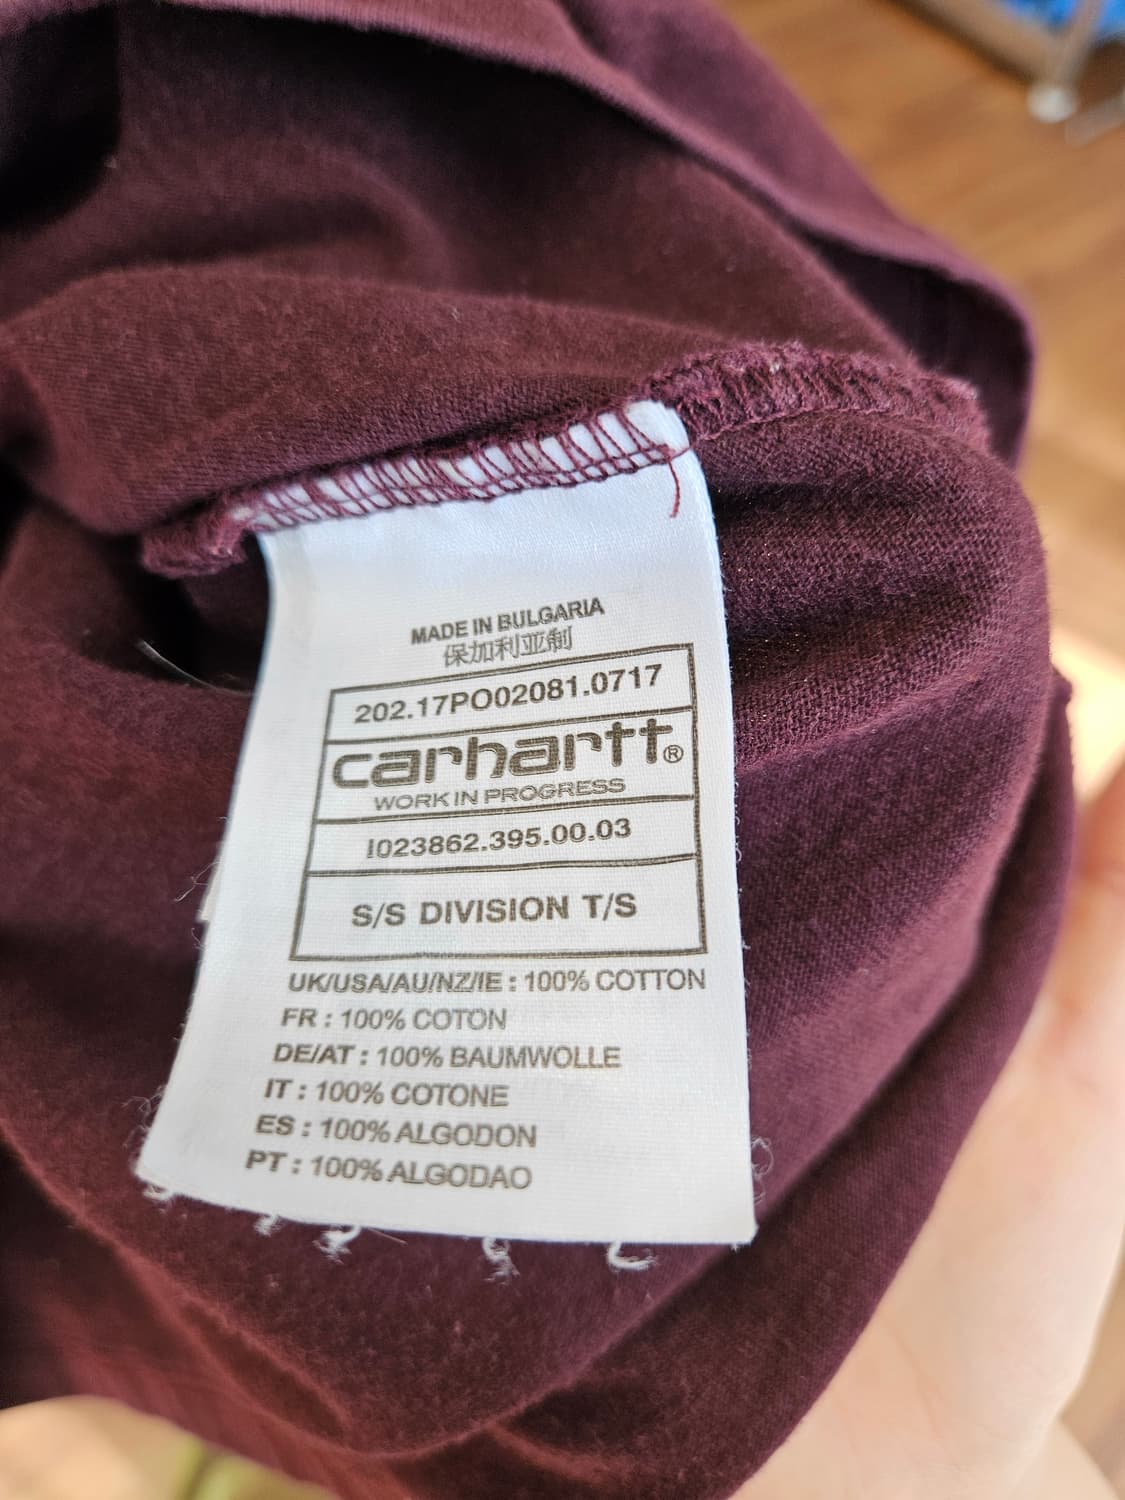 MADE IN BULGARIA
保加利亚制
202.17PO02081.0717
carhartt®
WORK IN PROGRESS
I023862.395.00.03
S/S DIVISION T/S
UK/USA/AU/NZ/IE : 100% COTTON
FR : 100% COTON
DE/AT : 100% BAUMWOLLE
IT : 100% COTONE
ES : 100% ALGODON
PT : 100% ALGODAO